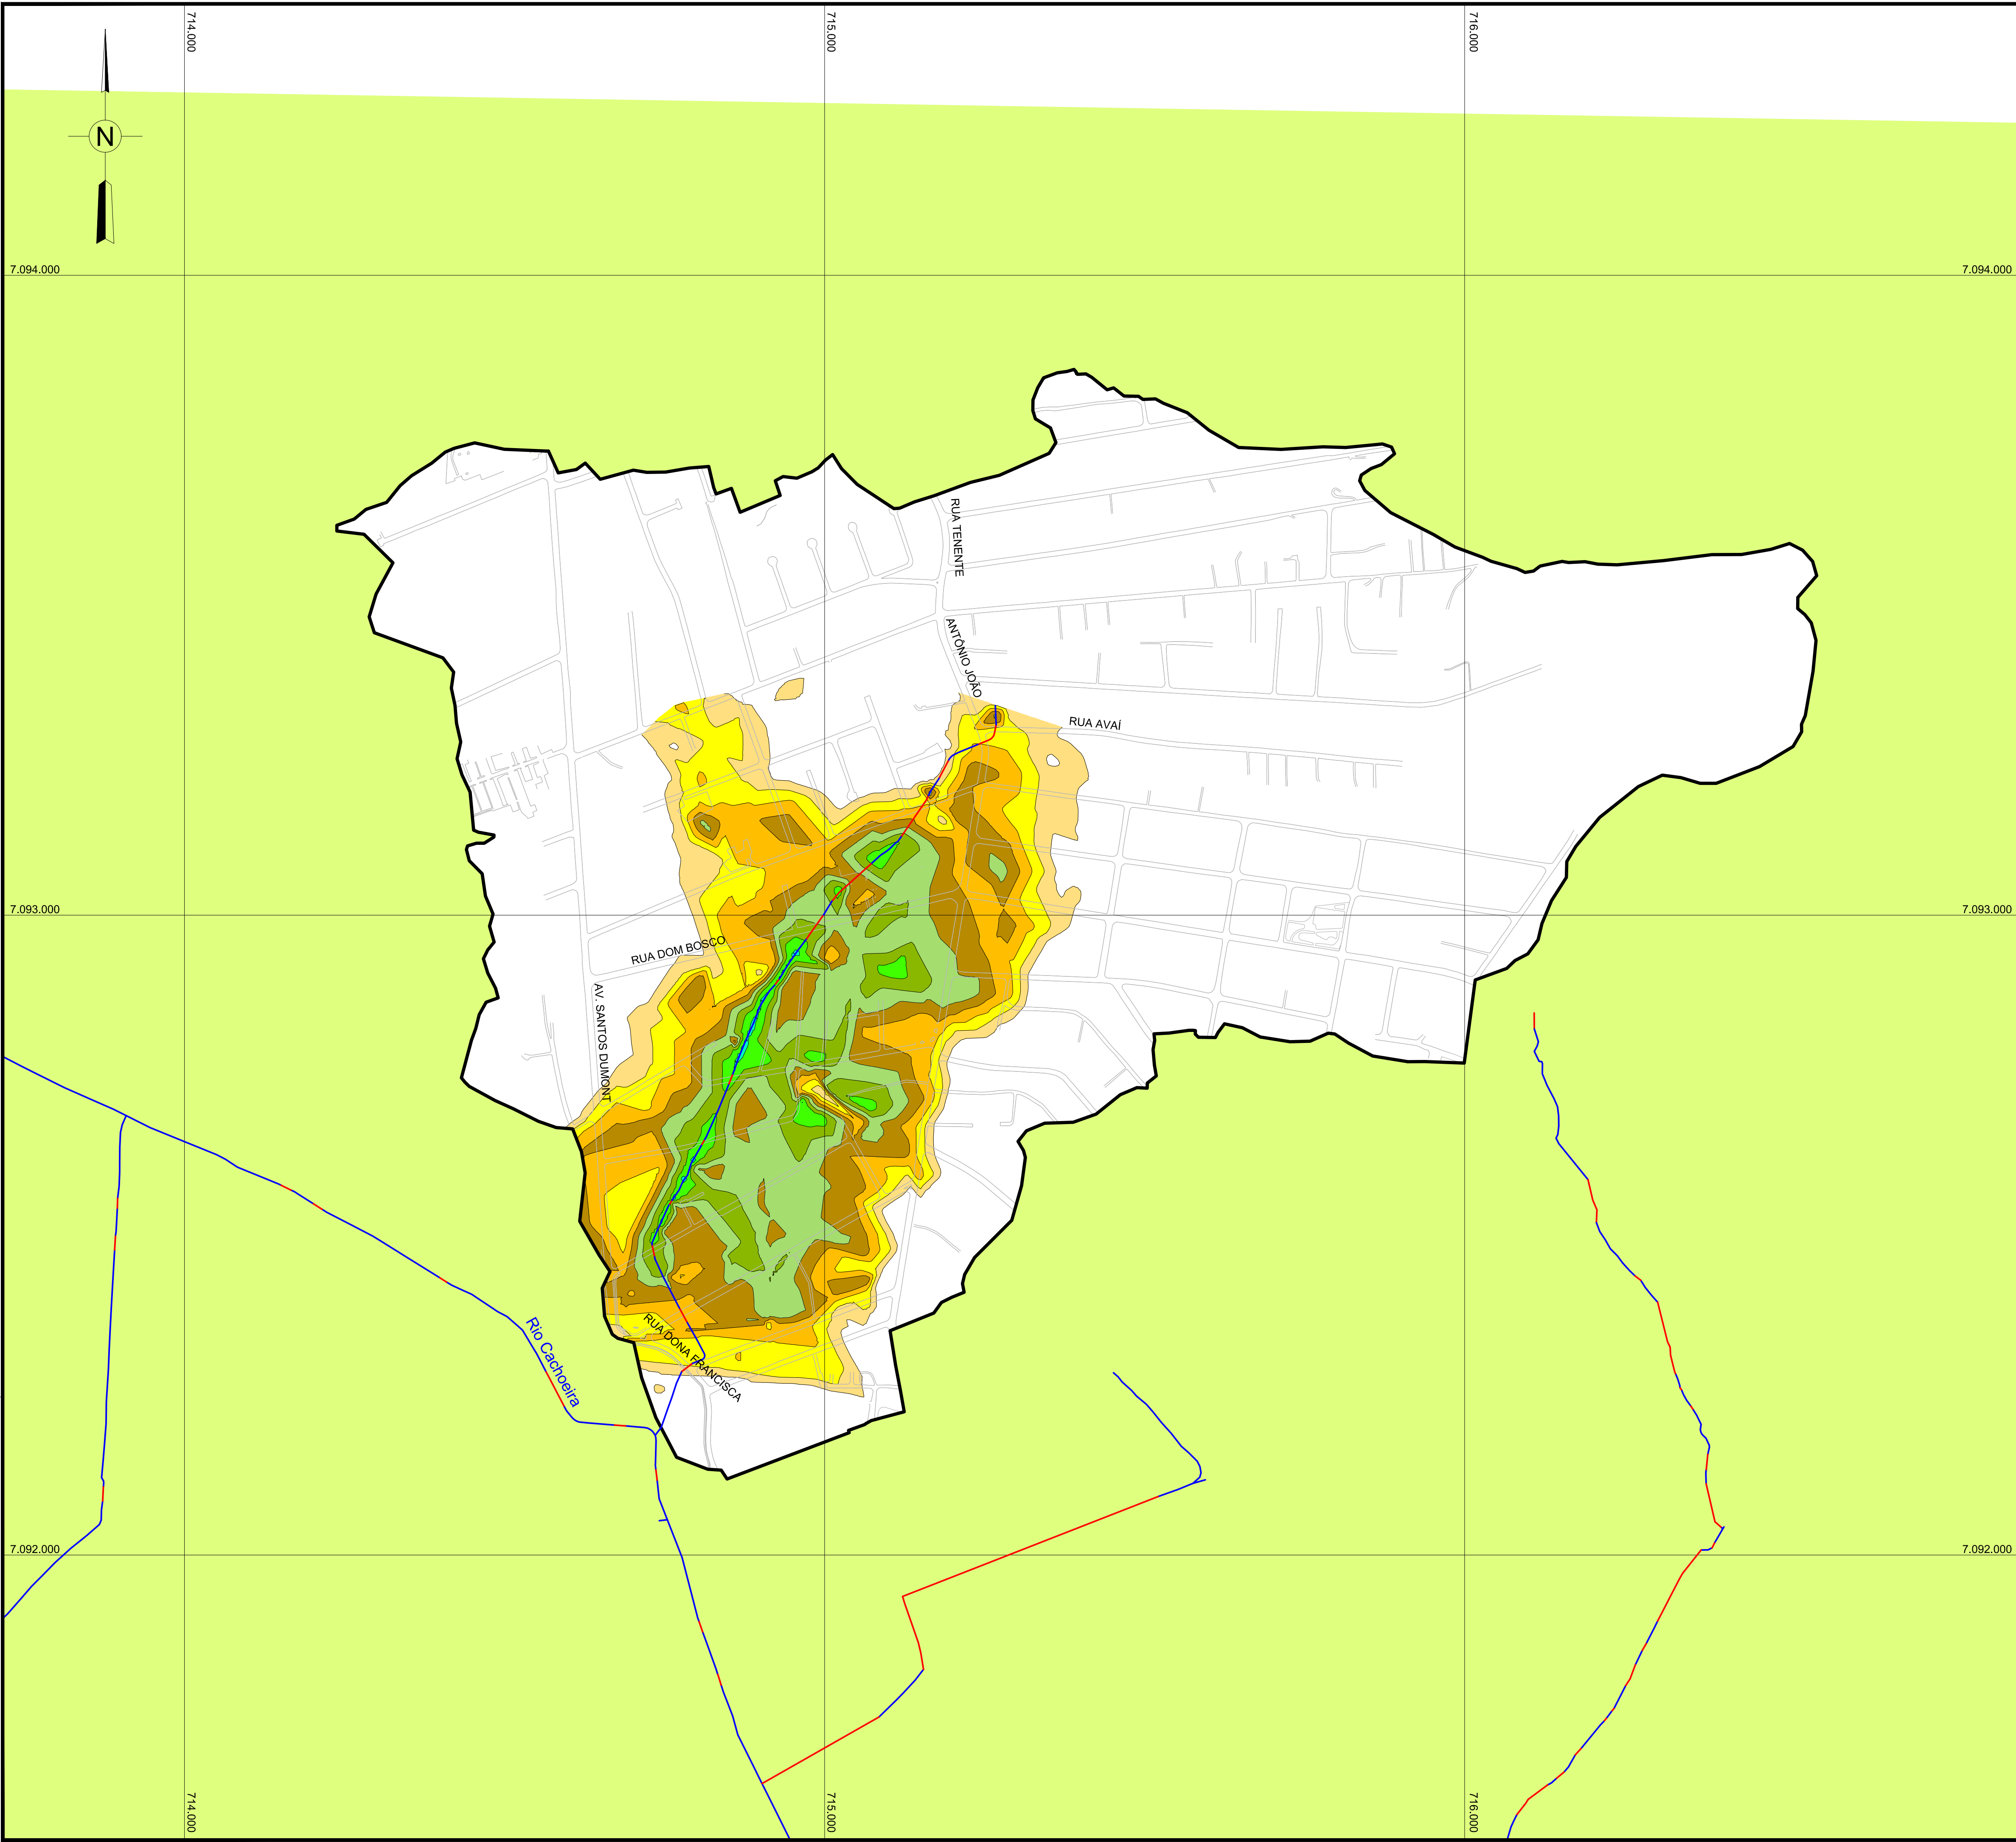 714.000
715.000
716.000
N
7.094.000
7.094.000
RUA TENENTE
ANTÔNIO JOÃO
RUA AVAÍ
7.093.000
7.093.000
RUA DOM BOSCO
AV. SANTOS DUMONT
Rio Cachoeira
RUA DONA FRANCISCA
7.092.000
7.092.000
714.000
715.000
716.000